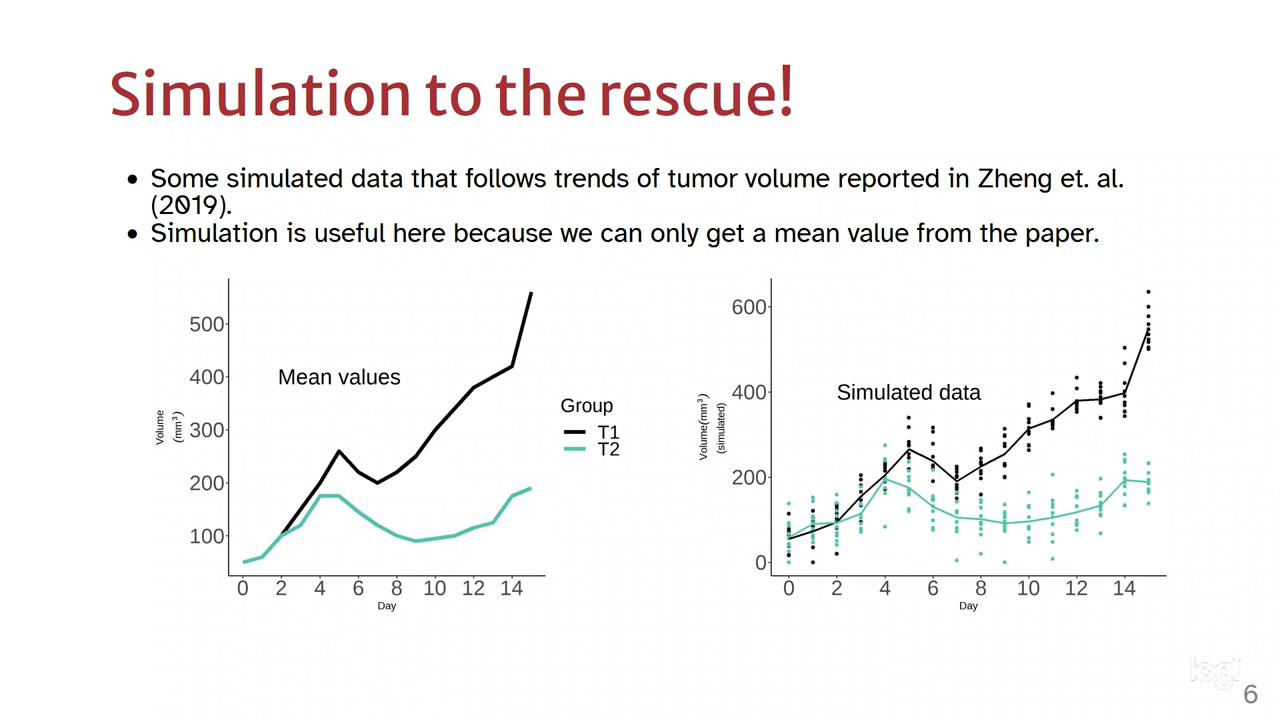 Simulation to the rescue!
• Some simulated data that follows trends of tumor volume reported in Zheng et. al.
(2019).
• Simulation is useful here because we can only get a mean value from the paper.
500
400
300
200
100
Volume
(mm³)
Mean values
0 2 4 6 8 10 12 14
Day
Group
T1
T2
600
400
200
0
Volume(mm³)
(simulated)
Simulated data
0 2 4 6 8 10 12 14
Day
logi
6